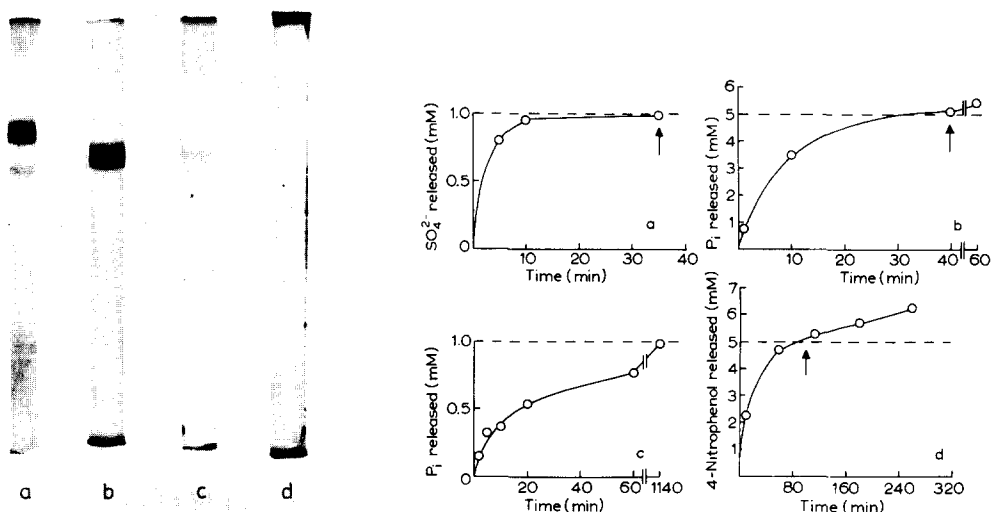 a b c d
SO₄²⁻ released (mM)
1.0
0.5
0
0 10 20 30 40
Time (min)
a
Pᵢ released (mM)
6
5
4
3
2
1
0 10 20 30 40 60
Time (min)
b
Pᵢ released (mM)
1.0
0.5
0
20 40 60 1140
Time (min)
c
4-Nitrophenol released (mM)
7
6
5
4
3
2
1
80 160 240 320
Time (min)
d